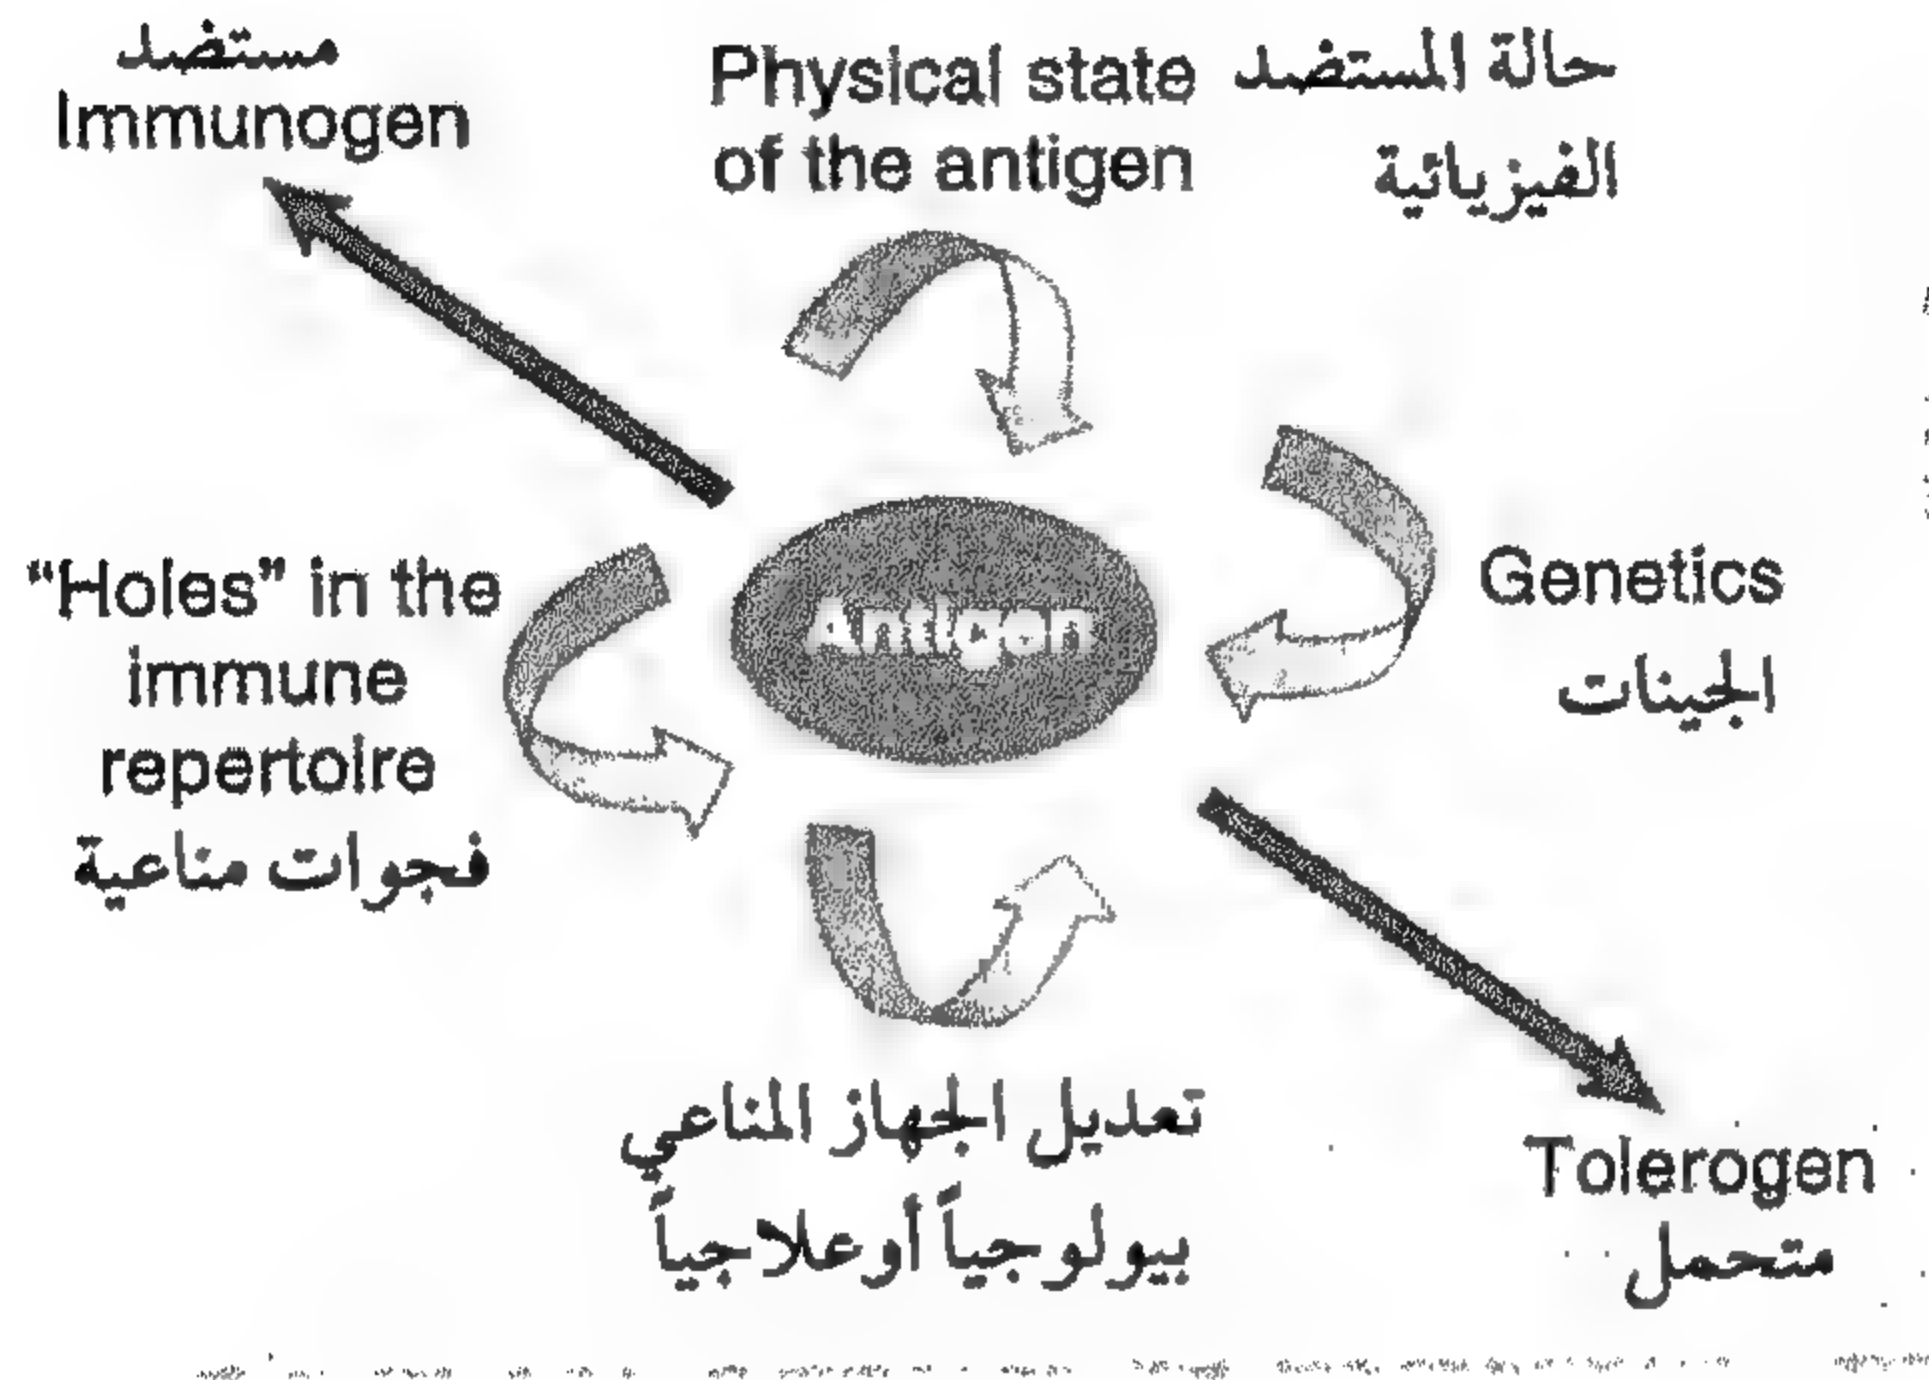 مستضد
Immunogen
Physical state حالة المستضد
of the antigen الفيزيائية
"Holes" in the
immune
repertoire
فجوات مناعية
Antigen
Genetics
الجينات
تعديل الجهاز المناعي
بيولوجياً أوعلاجياً
Tolerogen
متحمل